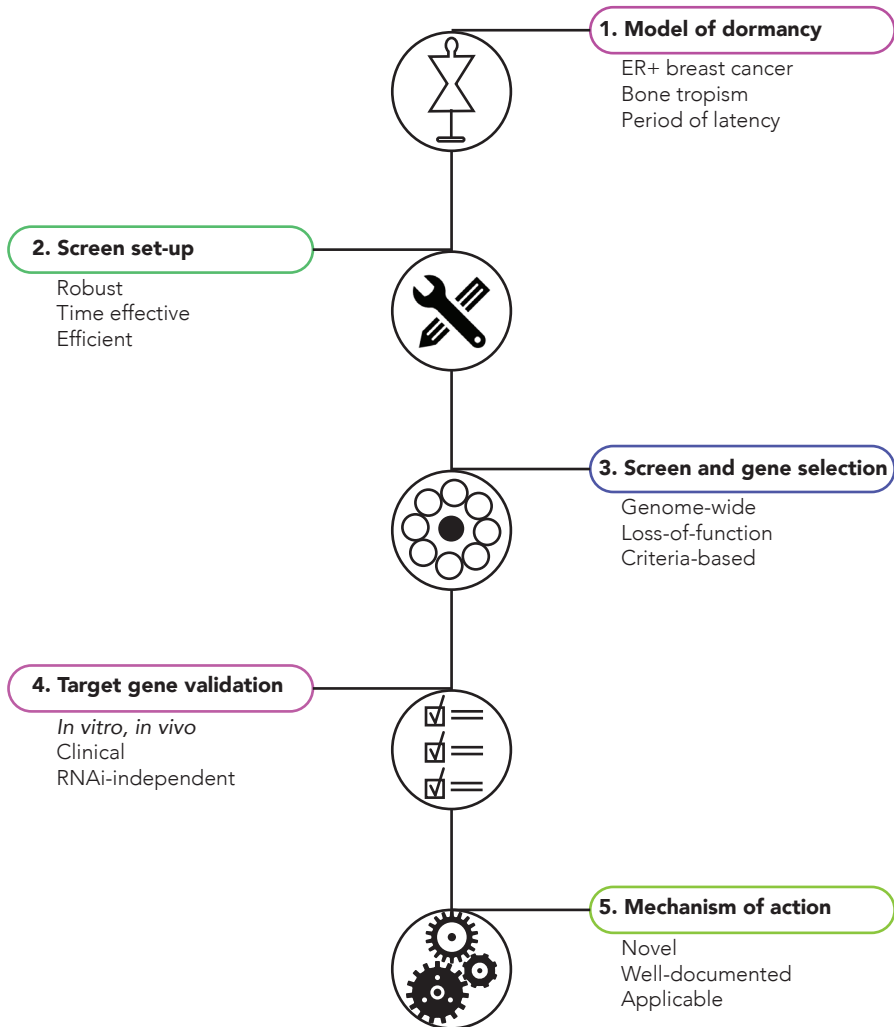 1. Model of dormancy
ER+ breast cancer
Bone tropism
Period of latency
2. Screen set-up
Robust
Time effective
Efficient
3. Screen and gene selection
Genome-wide
Loss-of-function
Criteria-based
4. Target gene validation
In vitro, in vivo
Clinical
RNAi-independent
5. Mechanism of action
Novel
Well-documented
Applicable